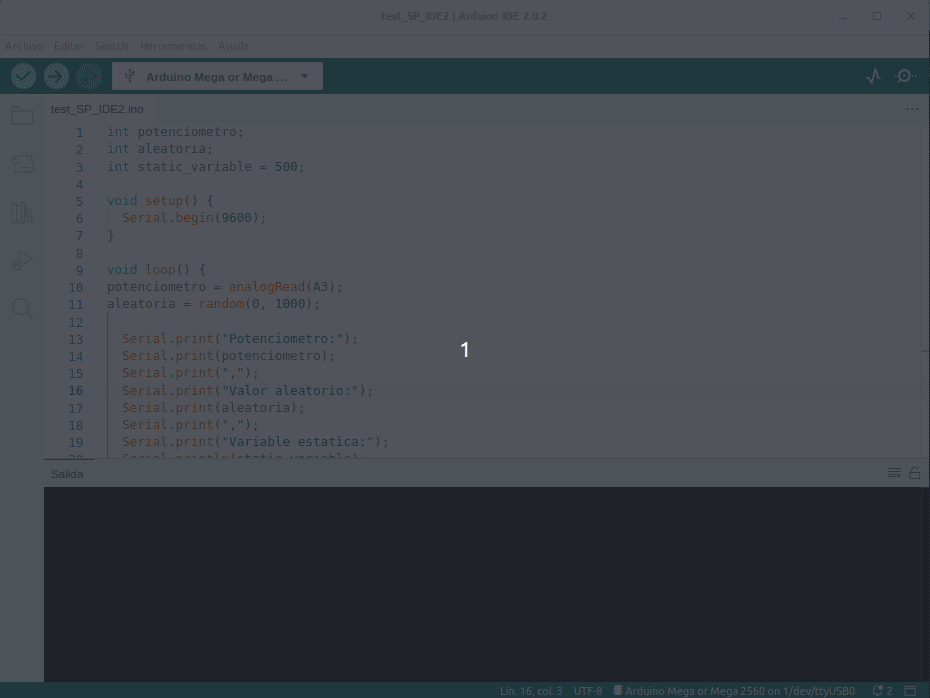 test_SP_IDE2 | Arduino IDE 2.0.2
Archivo Editar Sketch Herramientas Ayuda
Arduino Mega or Mega ...
test_SP_IDE2.ino
1 int potenciometro;
2 int aleatoria;
3 int static_variable = 500;
4
5 void setup() {
6 Serial.begin(9600);
7 }
8
9 void loop() {
10 potenciometro = analogRead(A3);
11 aleatoria = random(0, 1000);
12
13 Serial.print("Potenciometro:");
14 Serial.print(potenciometro);
15 Serial.print(",");
16 Serial.print("Valor aleatorio:");
17 Serial.print(aleatoria);
18 Serial.print(",");
19 Serial.print("Variable estatica:");
20 Serial.println(static_variable);
1
Salida
Lin. 16, col. 3 UTF-8 Arduino Mega or Mega 2560 on 1/dev/ttyUSB0 2